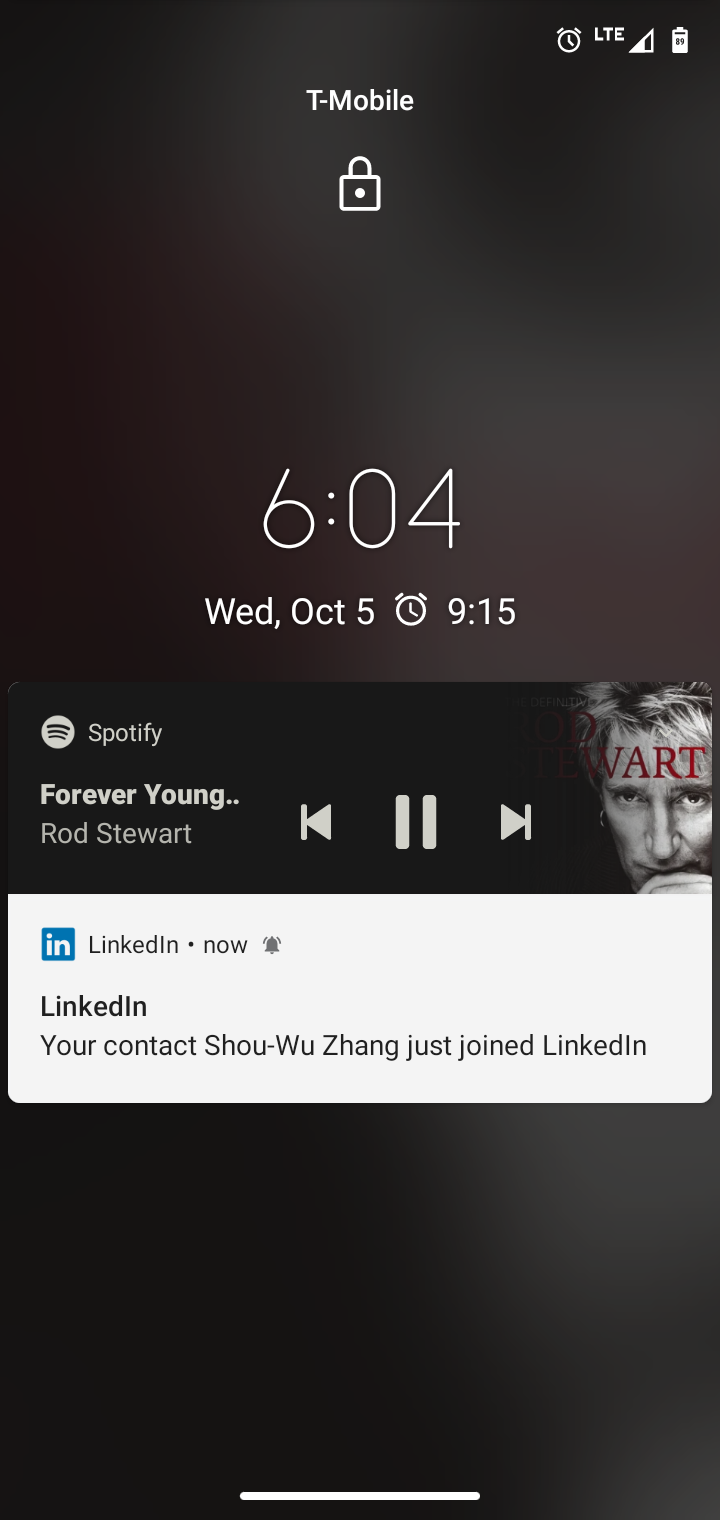 LTE
89
T-Mobile
6:04
Wed, Oct 5 9:15
Spotify
THE DEFINITIVE
ROD
STEWART
Forever Young..
Rod Stewart
LinkedIn • now
LinkedIn
Your contact Shou-Wu Zhang just joined LinkedIn